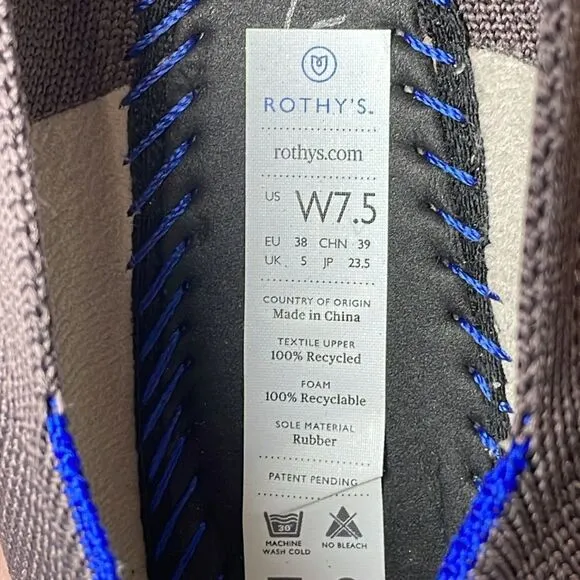 ROTHY'S™
rothys.com
US W7.5
EU 38 CHN 39
UK 5 JP 23.5
COUNTRY OF ORIGIN
Made in China
TEXTILE UPPER
100% Recycled
FOAM
100% Recyclable
SOLE MATERIAL
Rubber
PATENT PENDING
30°
MACHINE WASH COLD
NO BLEACH